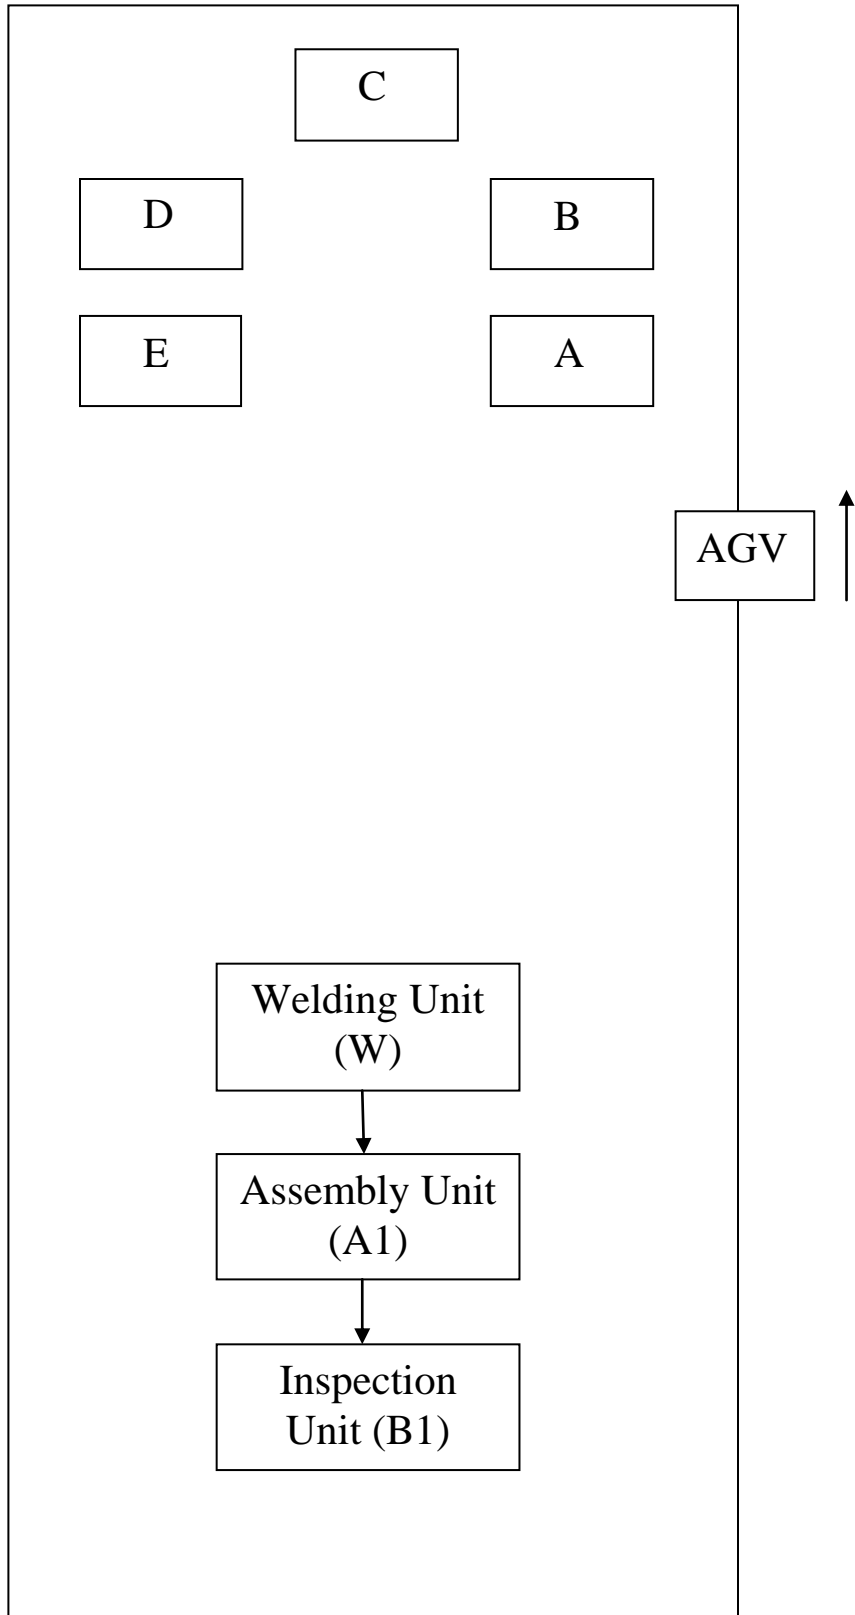 C
D
B
E
A
AGV
Welding Unit
(W)
Assembly Unit
(A1)
Inspection
Unit (B1)